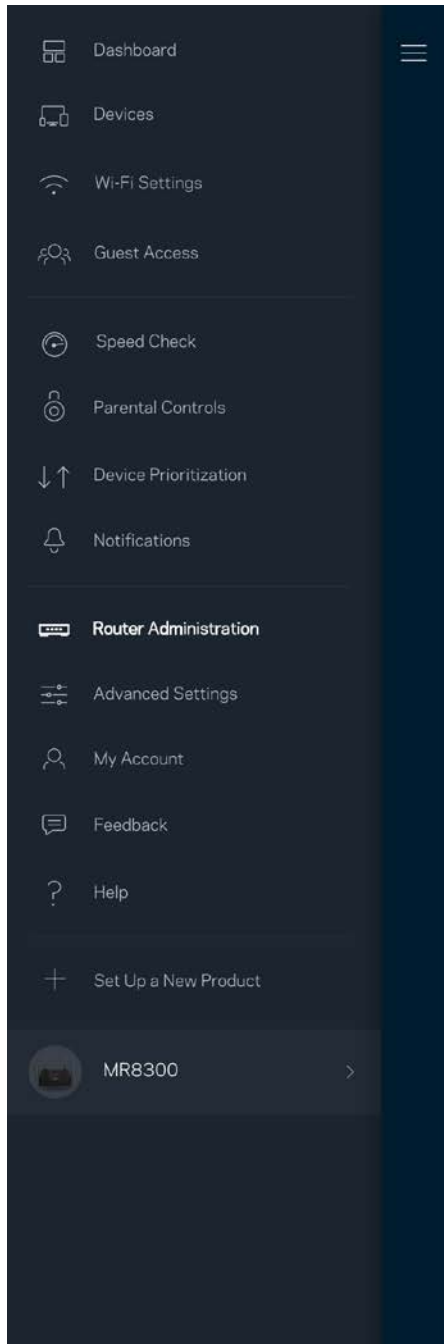 Dashboard
Devices
Wi-Fi Settings
Guest Access
Speed Check
Parental Controls
Device Prioritization
Notifications
Router Administration
Advanced Settings
My Account
Feedback
Help
Set Up a New Product
MR8300